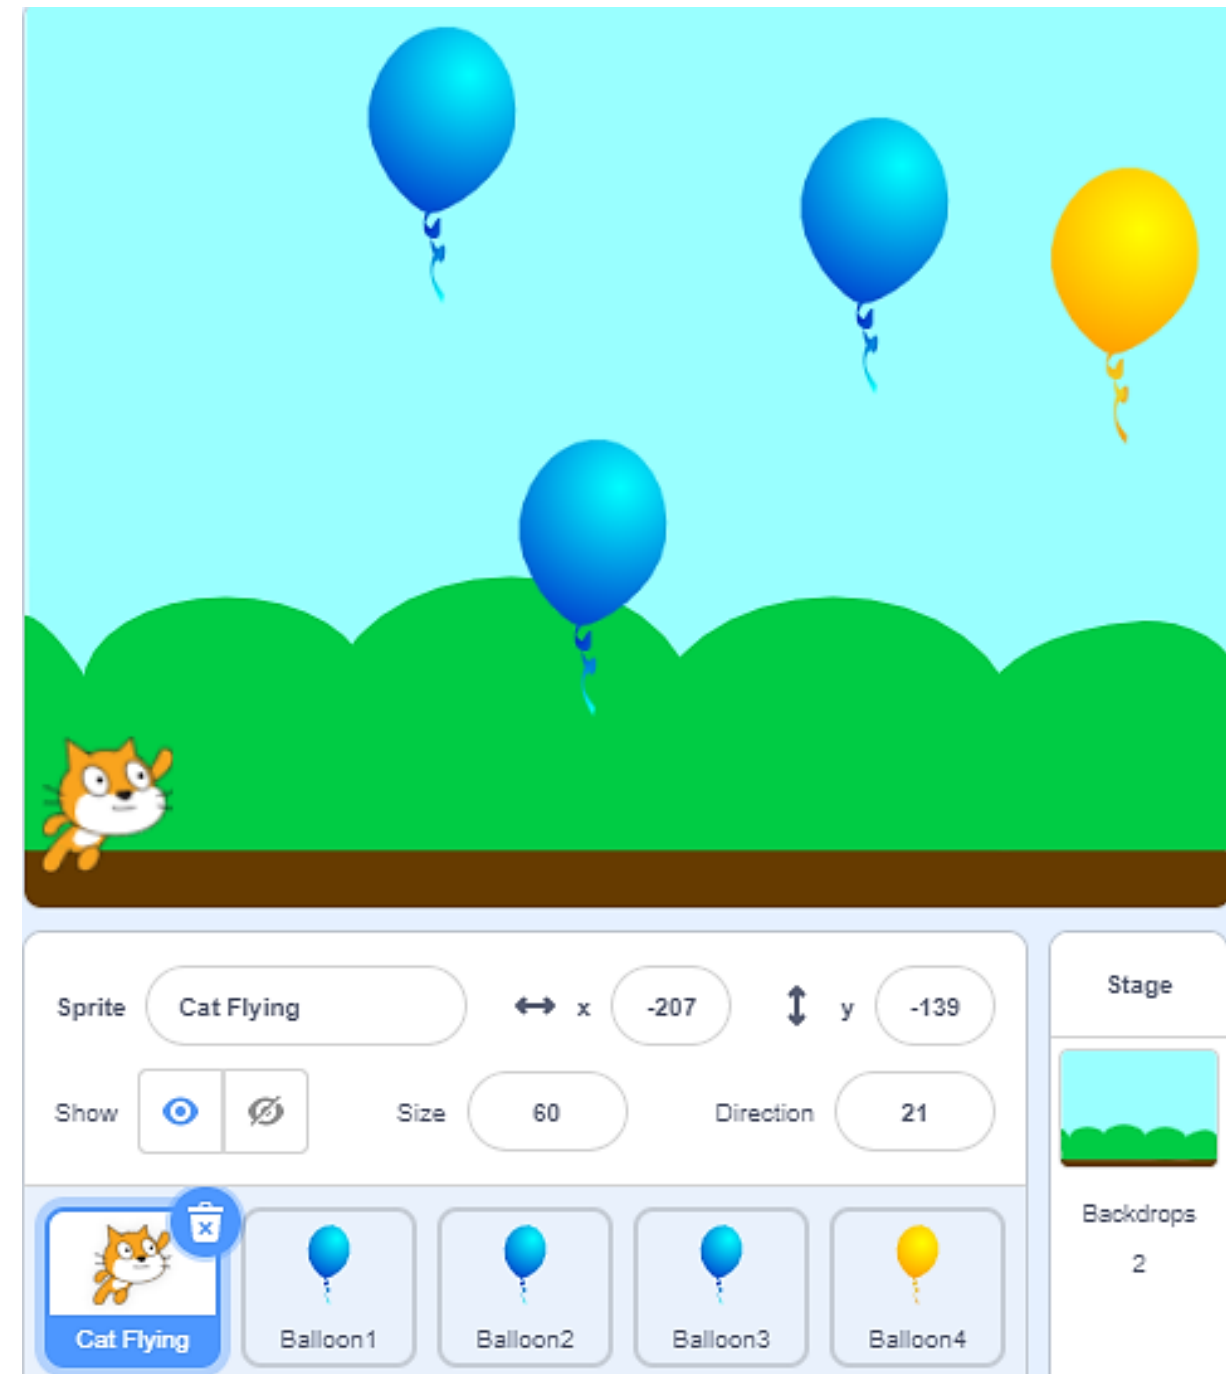 Sprite Cat Flying x -207 y -139
Show Size 60 Direction 21
Cat Flying Balloon1 Balloon2 Balloon3 Balloon4
Stage
Backdrops
2